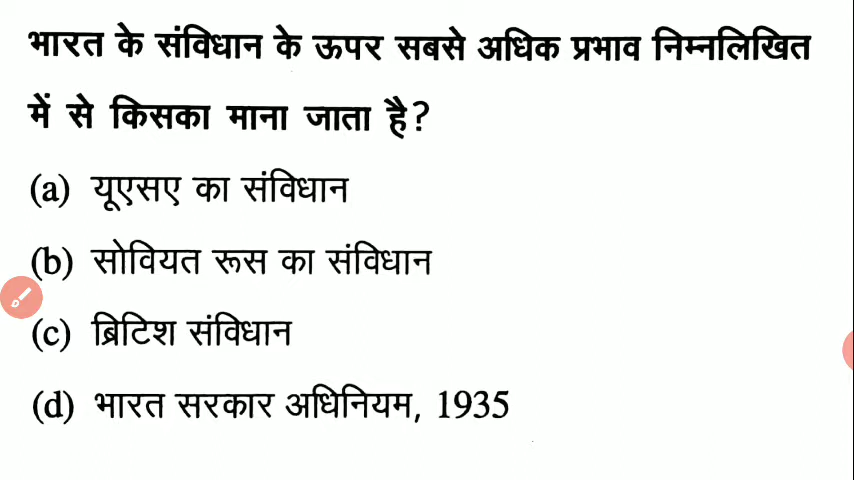 भारत के संविधान के ऊपर सबसे अधिक प्रभाव निम्नलिखित
में से किसका माना जाता है?
(a) यूएसए का संविधान
(b) सोवियत रूस का संविधान
(c) ब्रिटिश संविधान
(d) भारत सरकार अधिनियम, 1935